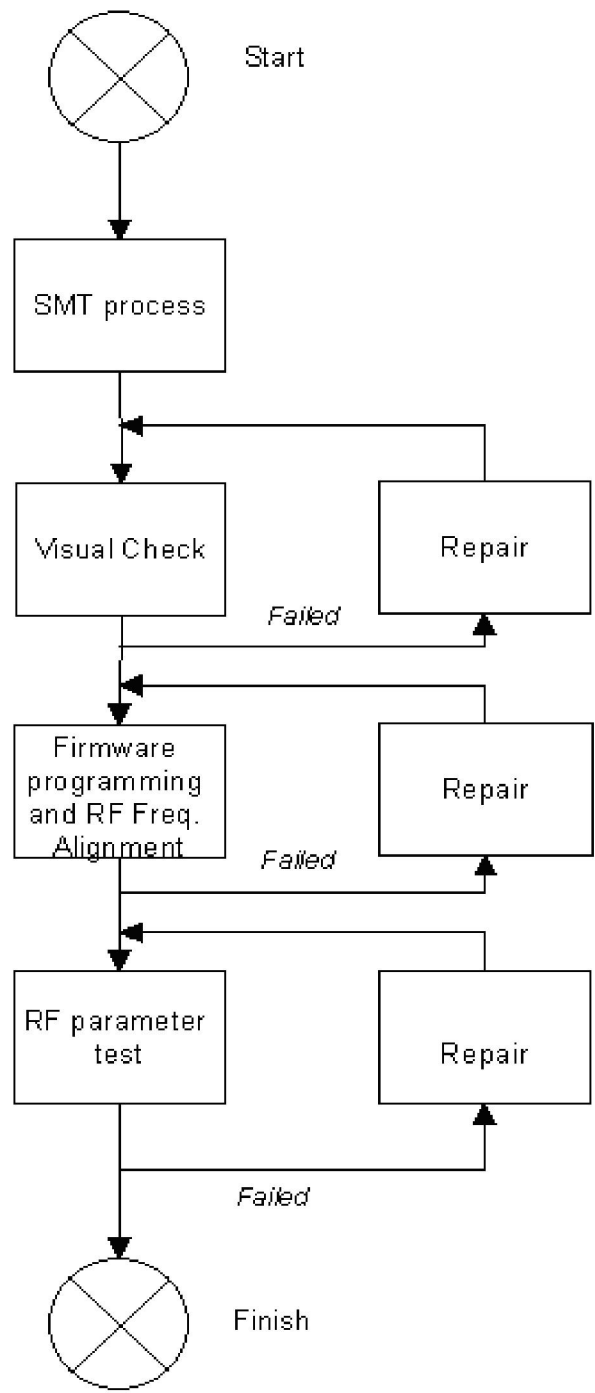 Start
SMT process
Visual Check
Repair
Failed
Firmware
programming
and RF Freq.
Alignment
Repair
Failed
RF parameter
test
Repair
Failed
Finish